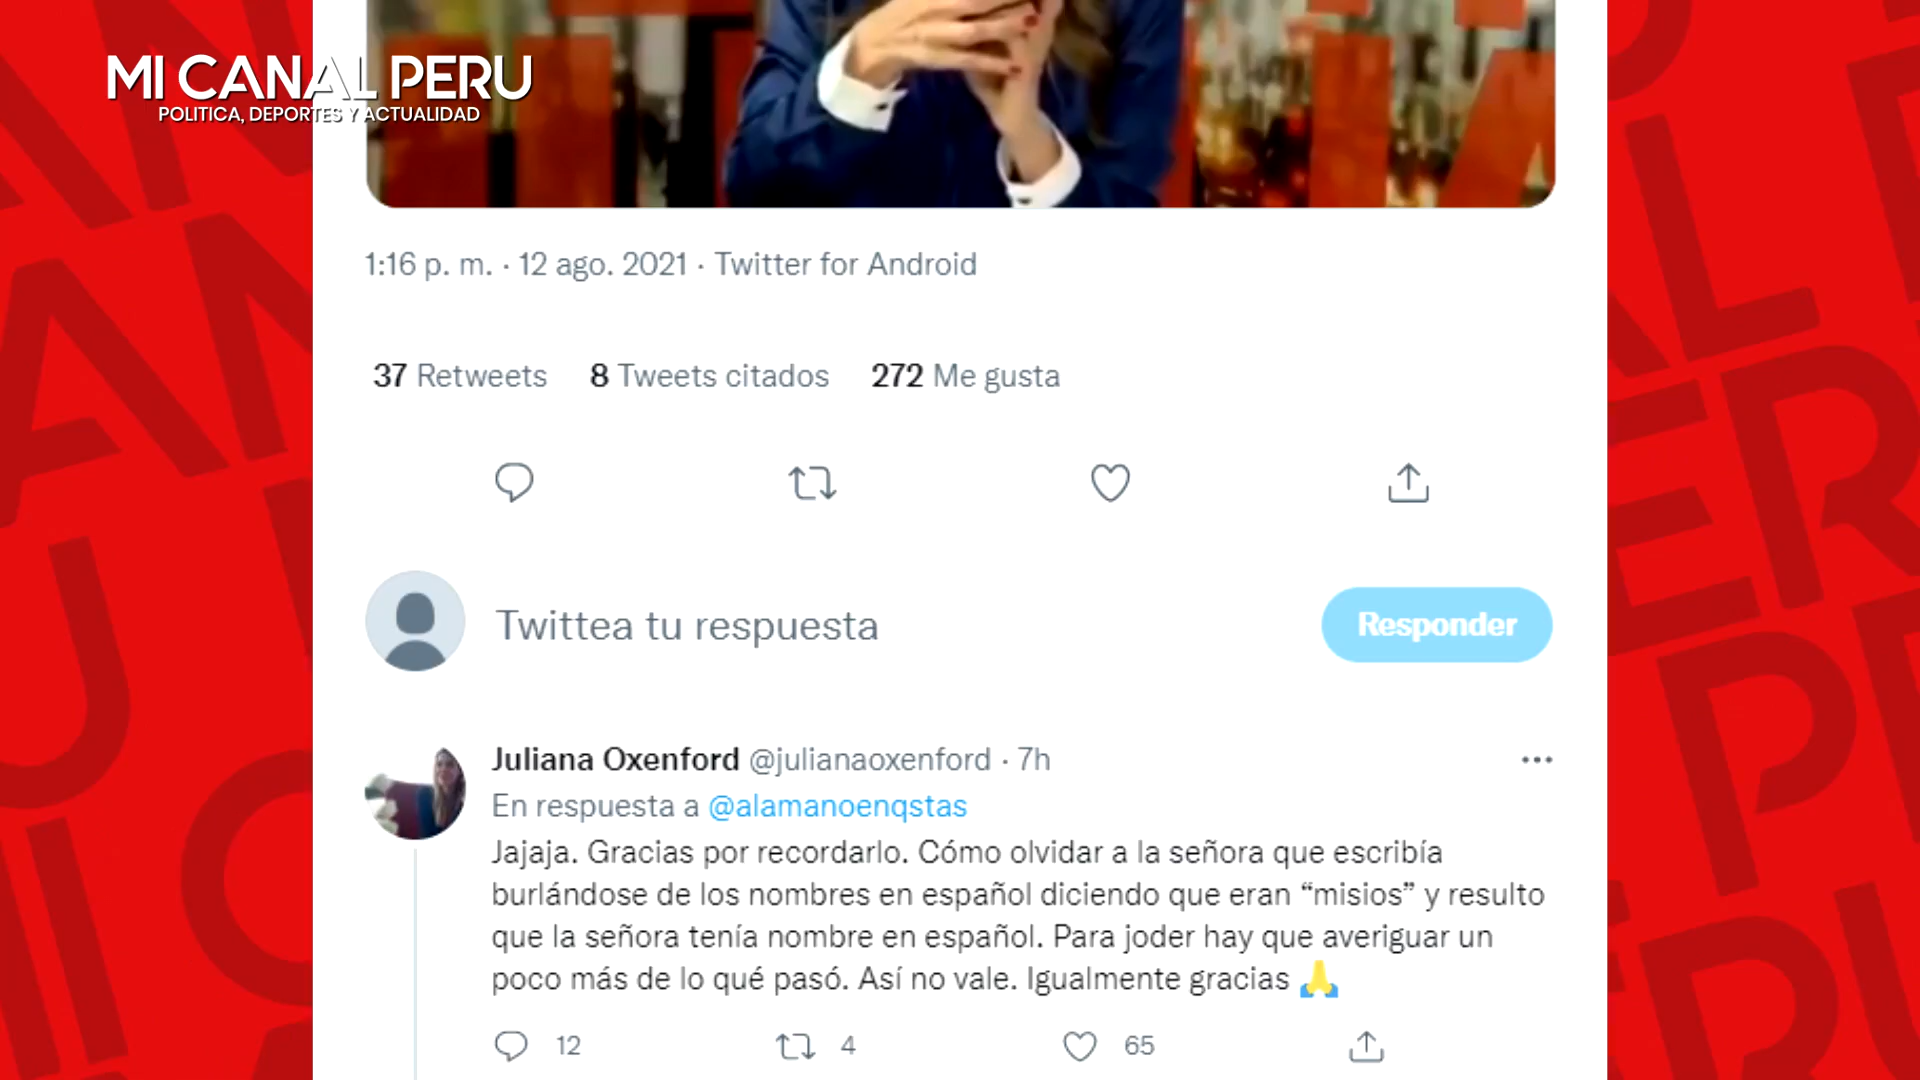 MI CANAL PERU
POLITICA, DEPORTES Y ACTUALIDAD
1:16 p. m. · 12 ago. 2021 · Twitter for Android
37 Retweets 8 Tweets citados 272 Me gusta
Twittea tu respuesta
Responder
Juliana Oxenford @julianaoxenford · 7h
En respuesta a @alamanoenqstas
Jajaja. Gracias por recordarlo. Cómo olvidar a la señora que escribía
burlándose de los nombres en español diciendo que eran “misios” y resulto
que la señora tenía nombre en español. Para joder hay que averiguar un
poco más de lo qué pasó. Así no vale. Igualmente gracias 🙏
12 4 65